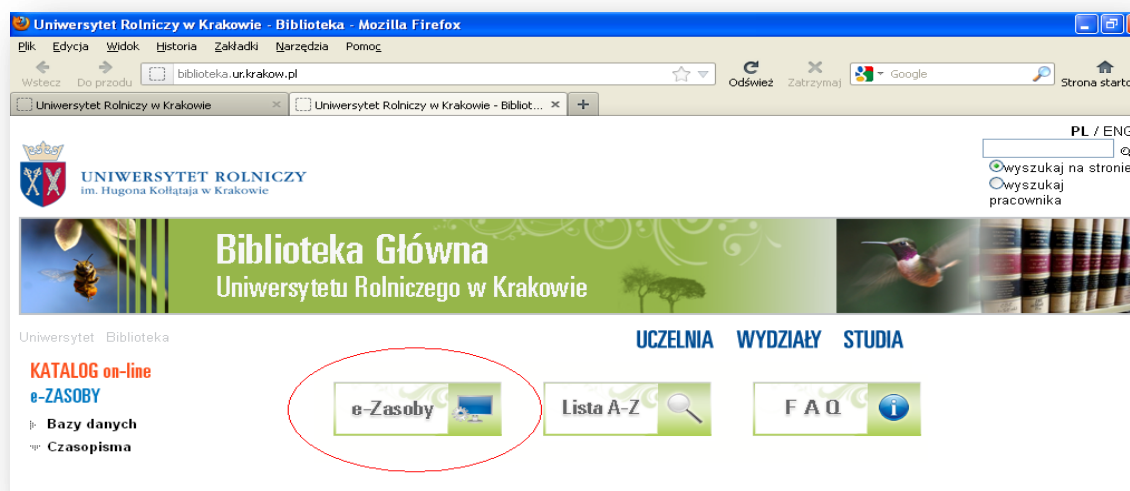 Uniwersytet Rolniczy w Krakowie - Biblioteka - Mozilla Firefox
Plik Edycja Widok Historia Zakładki Narzędzia Pomoc
Wstecz Do przodu biblioteka.ur.krakow.pl Odśwież Zatrzymaj Google Strona starto
Uniwersytet Rolniczy w Krakowie Uniwersytet Rolniczy w Krakowie - Bibliot...
PL / ENG
UNIWERSYTET ROLNICZY
im. Hugona Kołłątaja w Krakowie
wyszukaj na stronie
wyszukaj
pracownika
Biblioteka Główna
Uniwersytetu Rolniczego w Krakowie
Uniwersytet Biblioteka
UCZELNIA WYDZIAŁY STUDIA
KATALOG on-line
e-ZASOBY
Bazy danych
Czasopisma
e-Zasoby Lista A-Z F A Q